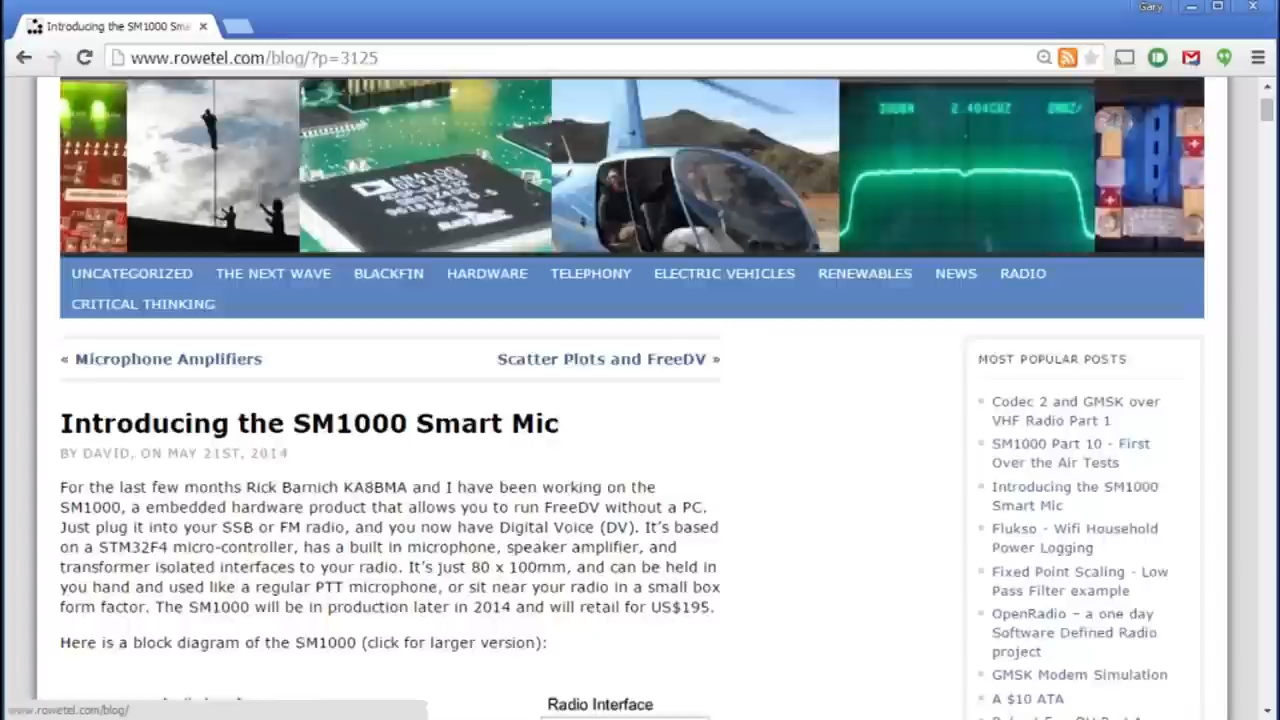 Gary
Introducing the SM1000 Sma
www.rowetel.com/blog/?p=3125
2.404GHZ
UNCATEGORIZED THE NEXT WAVE BLACKFIN HARDWARE TELEPHONY ELECTRIC VEHICLES RENEWABLES NEWS RADIO
CRITICAL THINKING
« Microphone Amplifiers
Scatter Plots and FreeDV »
Introducing the SM1000 Smart Mic
BY DAVID, ON MAY 21ST, 2014
For the last few months Rick Barnich KA8BMA and I have been working on the
SM1000, a embedded hardware product that allows you to run FreeDV without a PC.
Just plug it into your SSB or FM radio, and you now have Digital Voice (DV). It's based
on a STM32F4 micro-controller, has a built in microphone, speaker amplifier, and
transformer isolated interfaces to your radio. It's just 80 x 100mm, and can be held in
you hand and used like a regular PTT microphone, or sit near your radio in a small box
form factor. The SM1000 will be in production later in 2014 and will retail for US$195.
Here is a block diagram of the SM1000 (click for larger version):
Radio Interface
MOST POPULAR POSTS
Codec 2 and GMSK over
VHF Radio Part 1
SM1000 Part 10 - First
Over the Air Tests
Introducing the SM1000
Smart Mic
Flukso - Wifi Household
Power Logging
Fixed Point Scaling - Low
Pass Filter example
OpenRadio – a one day
Software Defined Radio
project
GMSK Modem Simulation
A $10 ATA
www.rowetel.com/blog/